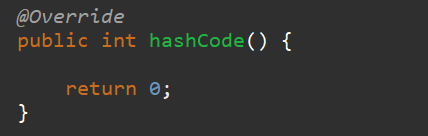 @Override
public int hashCode() {
return 0;
}